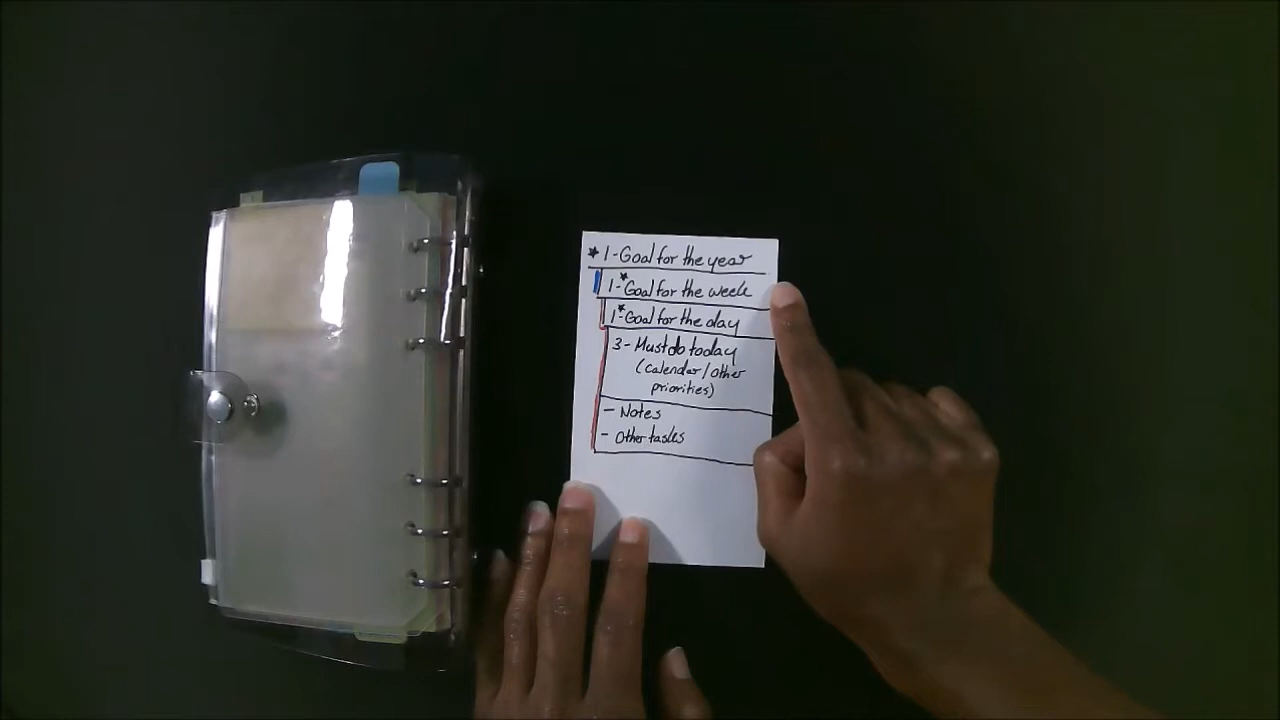 ★ 1-Goal for the year
1-★Goal for the week
1-★Goal for the day
3- Must do today
(calendar/other
priorities)
- Notes
- Other tasks